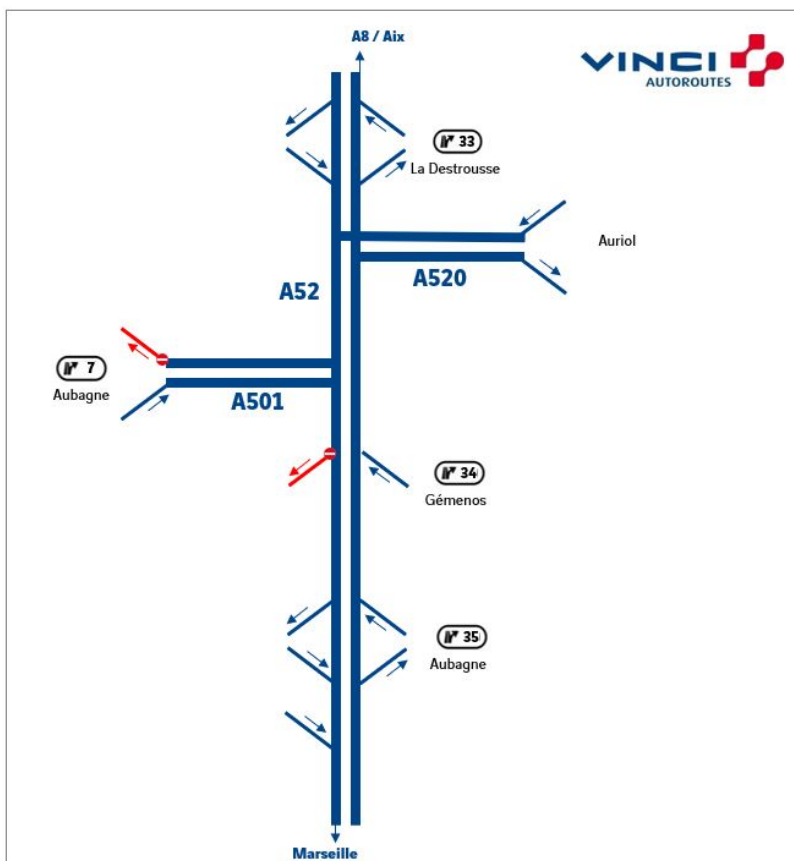 A8 / Aix
VINCI
AUTOROUTES
33
La Destrousse
Auriol
A52
A520
7
Aubagne
A501
34
Gémenos
35
Aubagne
Marseille